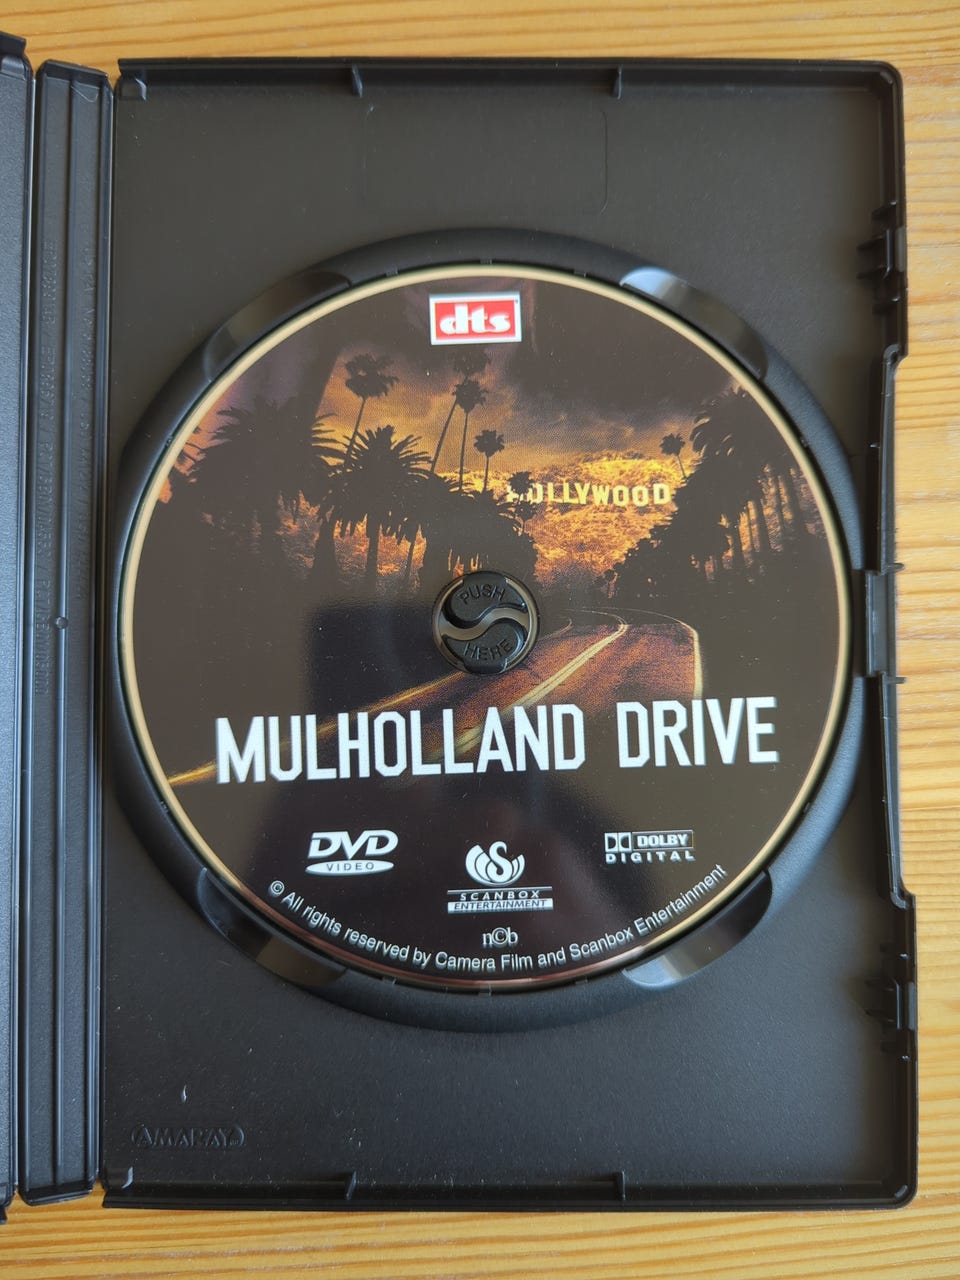 dts
HOLLYWOOD
PUSH
HERE
MULHOLLAND DRIVE
DVD
VIDEO
DOLBY
DIGITAL
S
SCANBOX
ENTERTAINMENT
n©b
© All rights reserved by Camera Film and Scanbox Entertainment
AMARAY